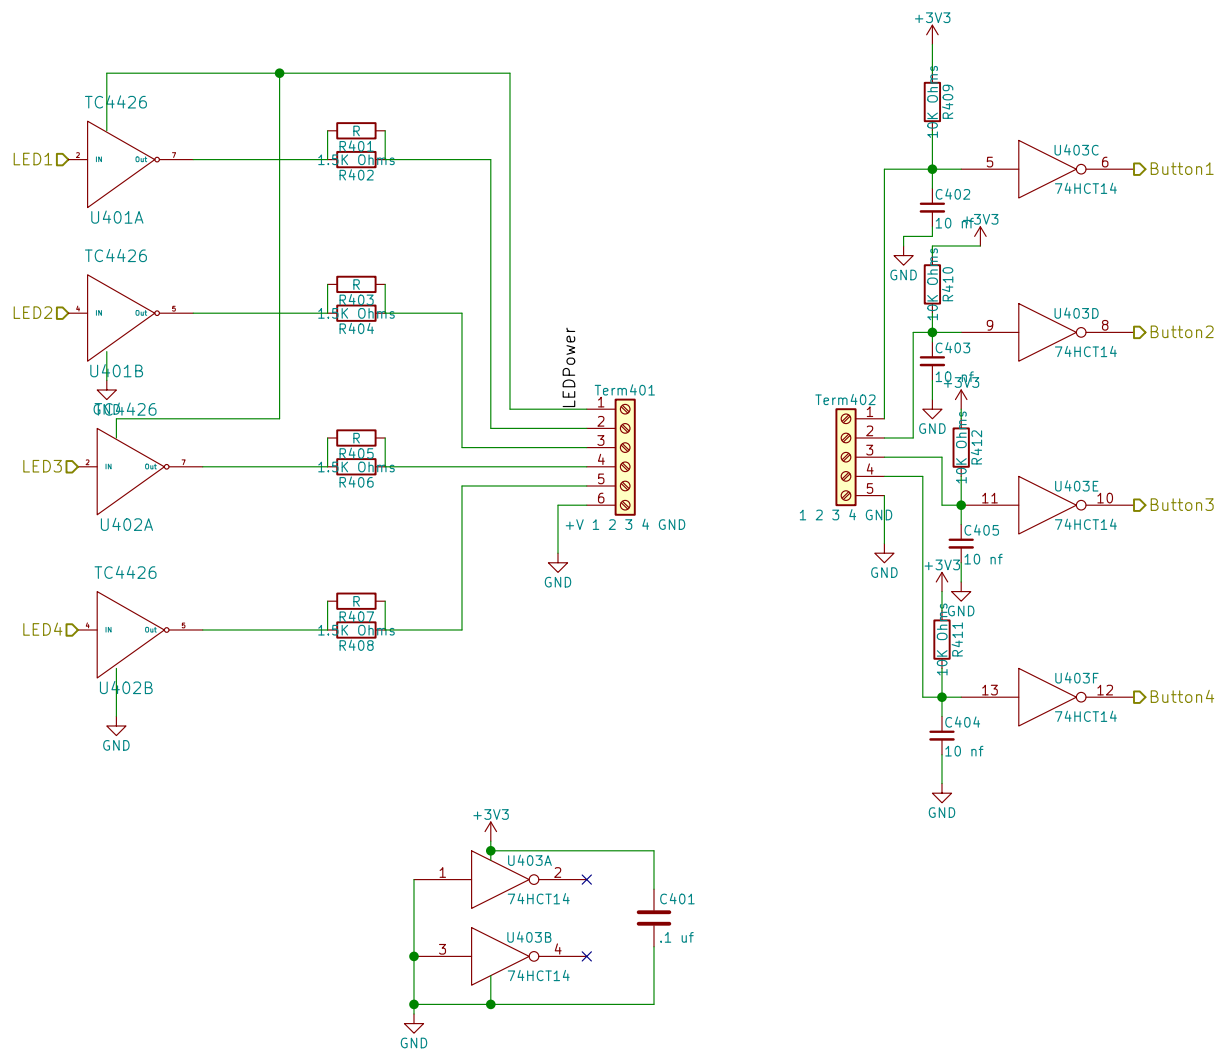 TC4426
LED1
2
IN
Out
7
U401A
R
R401
1.5K Ohms
R402
TC4426
LED2
4
IN
Out
5
U401B
GND
R
R403
1.5K Ohms
R404
TC4426
LED3
2
IN
Out
7
U402A
R
R405
1.5K Ohms
R406
TC4426
LED4
4
IN
Out
5
U402B
GND
R
R407
1.5K Ohms
R408
LEDPower
Term401
1
2
3
4
5
6
+V 1 2 3 4 GND
GND
+3V3
10K Ohms
R409
U403C
5
6
74HCT14
Button1
C402
10 nf
GND
+3V3
10K Ohms
R410
U403D
9
8
74HCT14
Button2
C403
10 nf
GND
Term402
1
2
3
4
5
1 2 3 4 GND
GND
+3V3
10K Ohms
R412
U403E
11
10
74HCT14
Button3
C405
10 nf
GND
+3V3
10K Ohms
R411
U403F
13
12
74HCT14
Button4
C404
10 nf
GND
+3V3
U403A
1
2
74HCT14
C401
.1 uf
U403B
3
4
74HCT14
GND